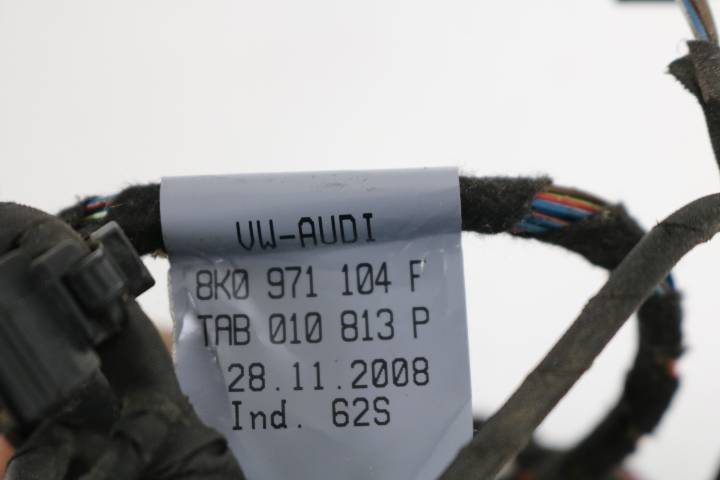 VW-AUDI
8K0 971 104 F
TAB 010 813 P
28.11.2008
Ind. 62S